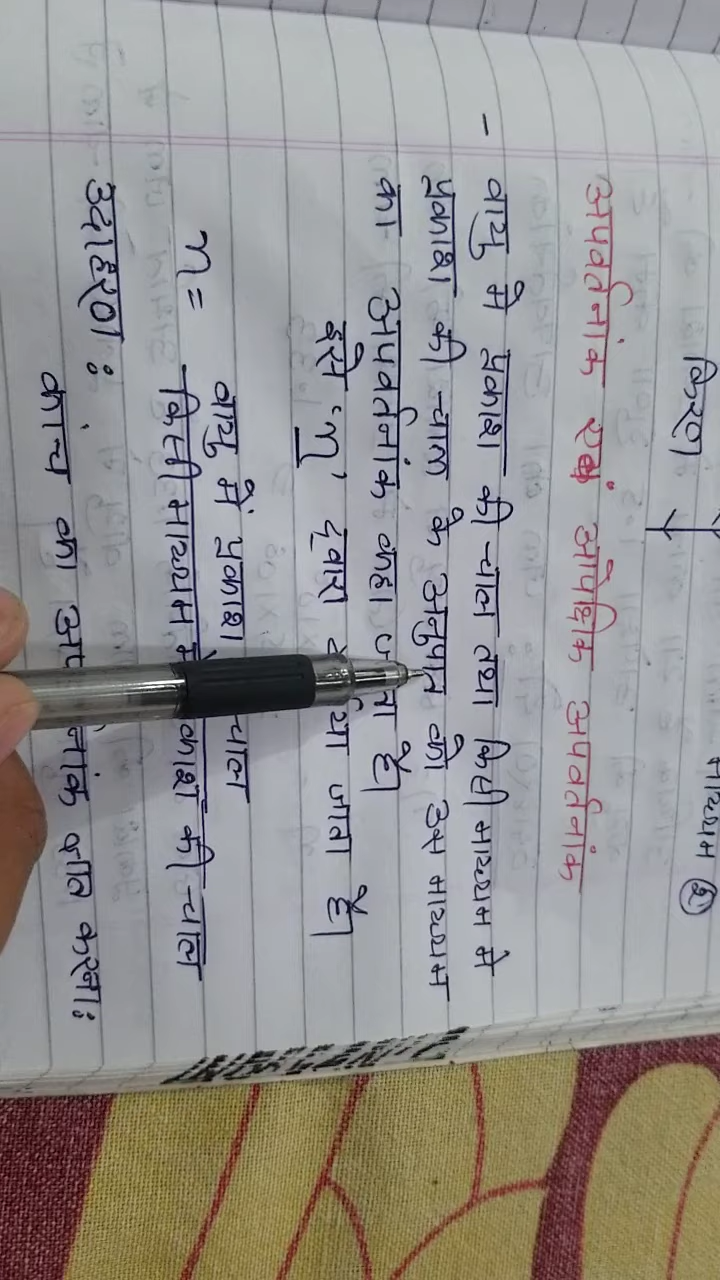 माध्यम ②
किरण
अपवर्तनांक एवं आपेक्षिक अपवर्तनांक
- वायु मे प्रकाश की चाल तथा किसी माध्यम मे
प्रकाश की चाल के अनुपात को उस माध्यम
का अपवर्तनांक कहा जाता है।
इसे 'η' द्वारा जाता है।
η = वायु में प्रकाश चाल
किसी माध्यम में प्रकाश की चाल
उदाहरण :
कांच का नांक ज्ञात करना: